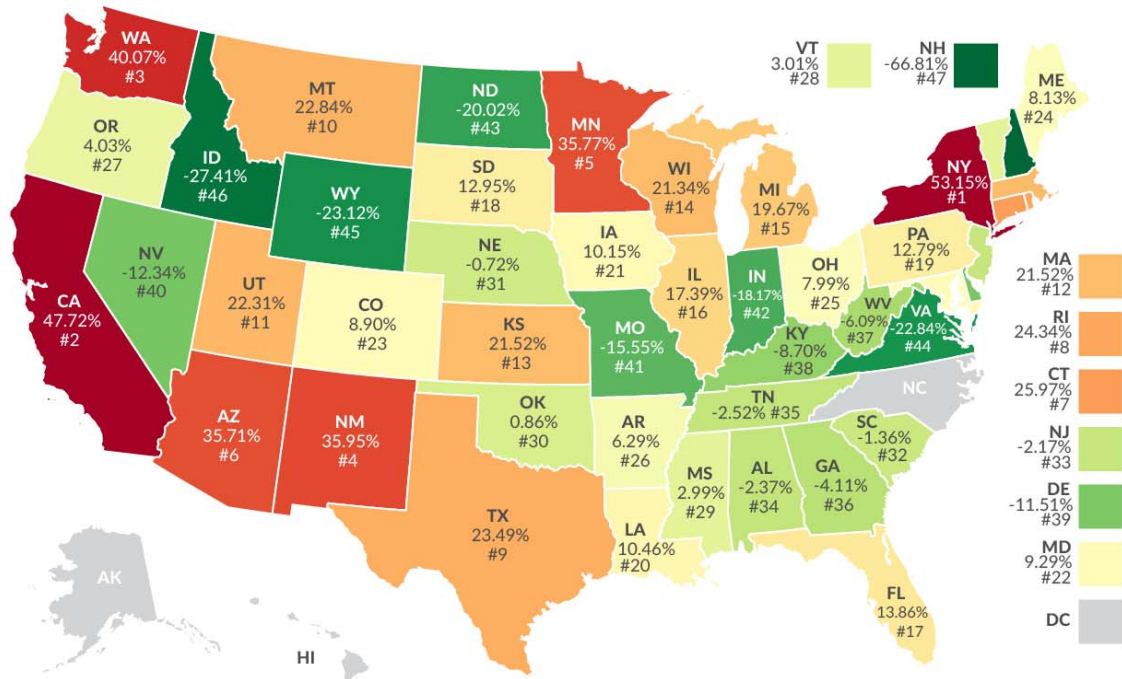 WA
40.07%
#3
MT
22.84%
#10
ND
-20.02%
#43
MN
35.77%
#5
VT
3.01%
#28
NH
-66.81%
#47
ME
8.13%
#24
OR
4.03%
#27
ID
-27.41%
#46
WY
-23.12%
#45
SD
12.95%
#18
WI
21.34%
#14
MI
19.67%
#15
NY
53.15%
#1
CA
47.72%
#2
NV
-12.34%
#40
UT
22.31%
#11
CO
8.90%
#23
NE
-0.72%
#31
IA
10.15%
#21
IL
17.39%
#16
IN
-18.17%
#42
OH
7.99%
#25
PA
12.79%
#19
KS
21.52%
#13
MO
-15.55%
#41
KY
-8.70%
#38
WV
-6.09%
#37
VA
-22.84%
#44
AZ
35.71%
#6
NM
35.95%
#4
OK
0.86%
#30
AR
6.29%
#26
TN
-2.52% #35
NC
SC
-1.36%
#32
TX
23.49%
#9
LA
10.46%
#20
MS
2.99%
#29
AL
-2.37%
#34
GA
-4.11%
#36
FL
13.86%
#17
AK
HI
MA
21.52%
#12
RI
24.34%
#8
CT
25.97%
#7
NJ
-2.17%
#33
DE
-11.51%
#39
MD
9.29%
#22
DC